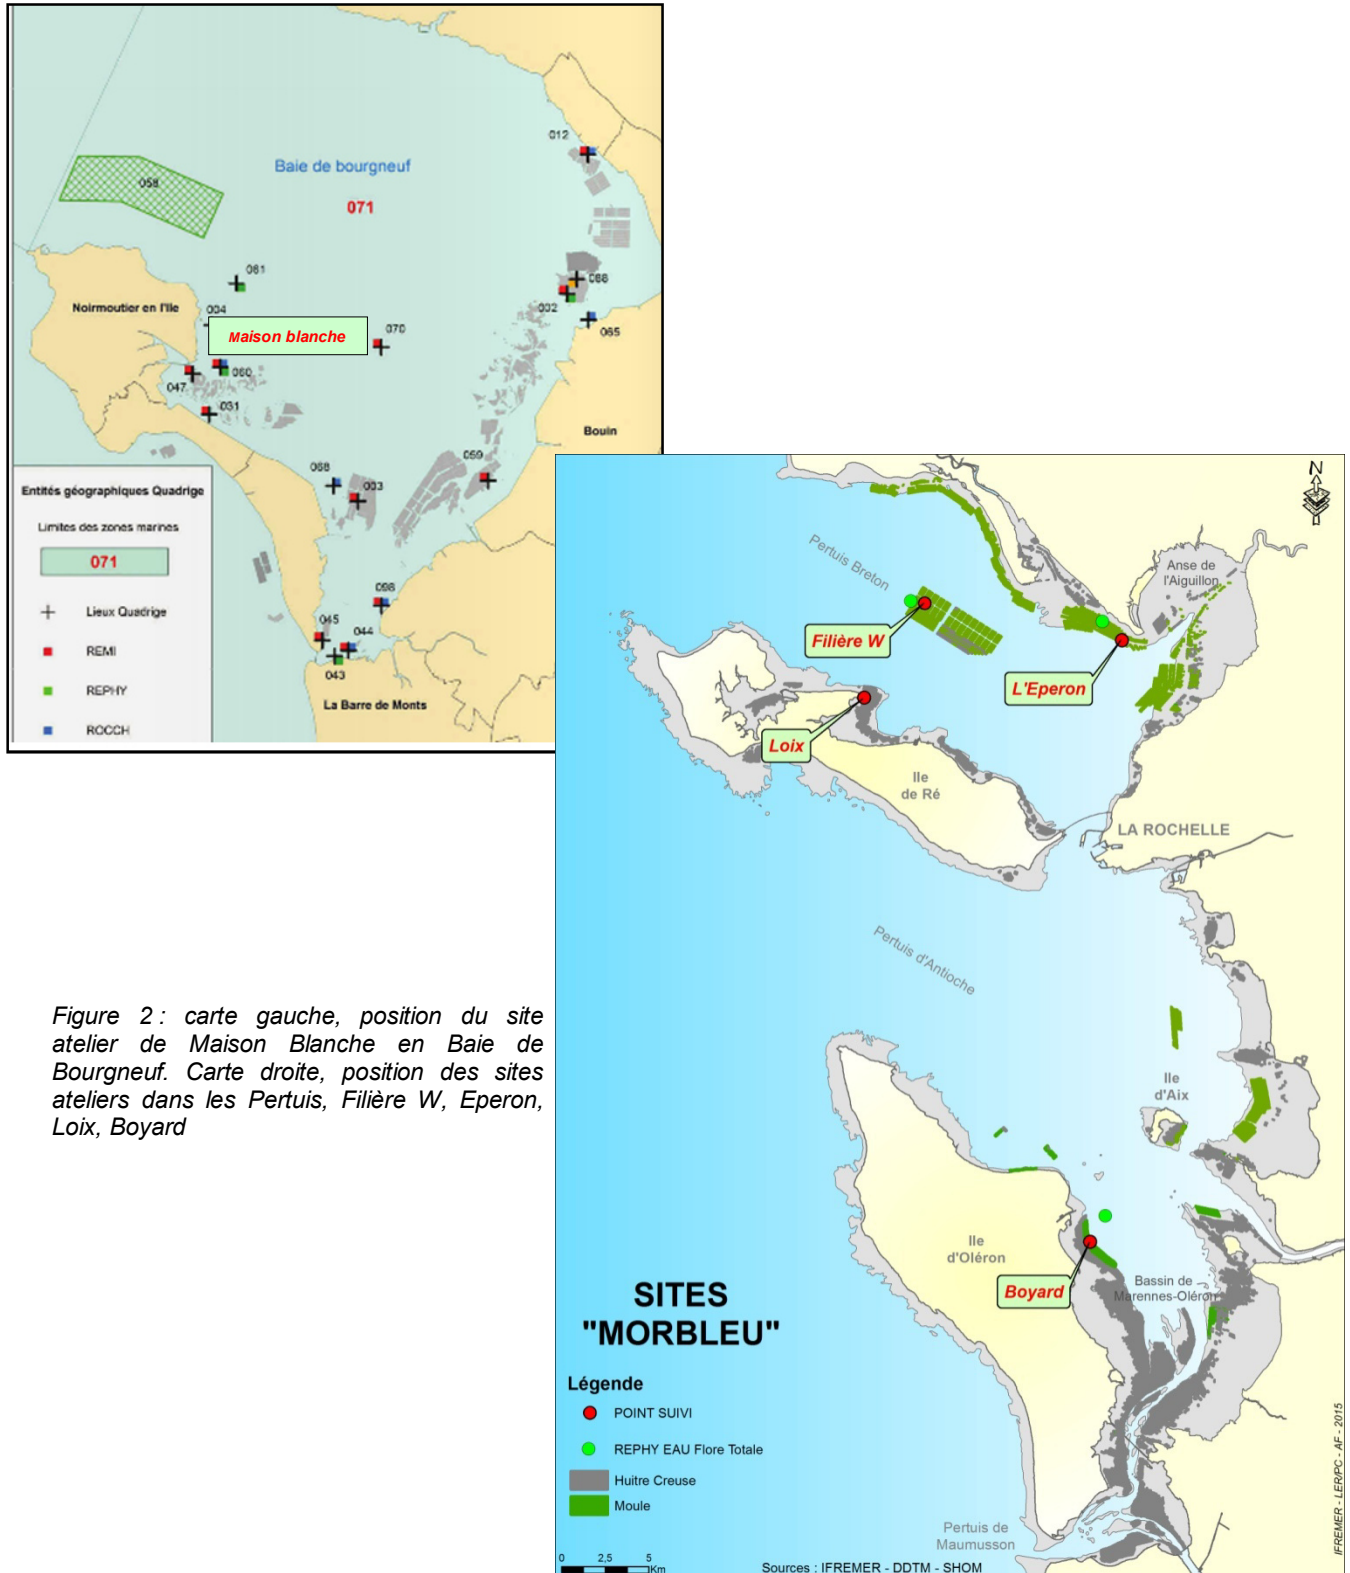 012
Baie de bourgneuf
071
058
061
Noirmoutier en l'Ile
004
Maison blanche
070
032
065
047
060
031
Bouin
059
068
003
098
045
044
043
La Barre de Monts
Entités géographiques Quadrige
Limites des zones marines
071
Lieux Quadrige
REMI
REPHY
ROCCH
N
Pertuis Breton
Anse de
l'Aiguillon
Filière W
L'Eperon
Loix
Ile
de Ré
LA ROCHELLE
Pertuis d'Antioche
Figure 2 : carte gauche, position du site
atelier de Maison Blanche en Baie de
Bourgneuf. Carte droite, position des sites
ateliers dans les Pertuis, Filière W, Eperon,
Loix, Boyard
Ile
d'Aix
Ile
d'Oléron
Boyard
Bassin de
Marennes-Oléron
SITES
"MORBLEU"
Légende
POINT SUIVI
REPHY EAU Flore Totale
Huitre Creuse
Moule
Pertuis de
Maumusson
0 2,5 5
Km
Sources : IFREMER - DDTM - SHOM
IFREMER - LER/PC - AF - 2015